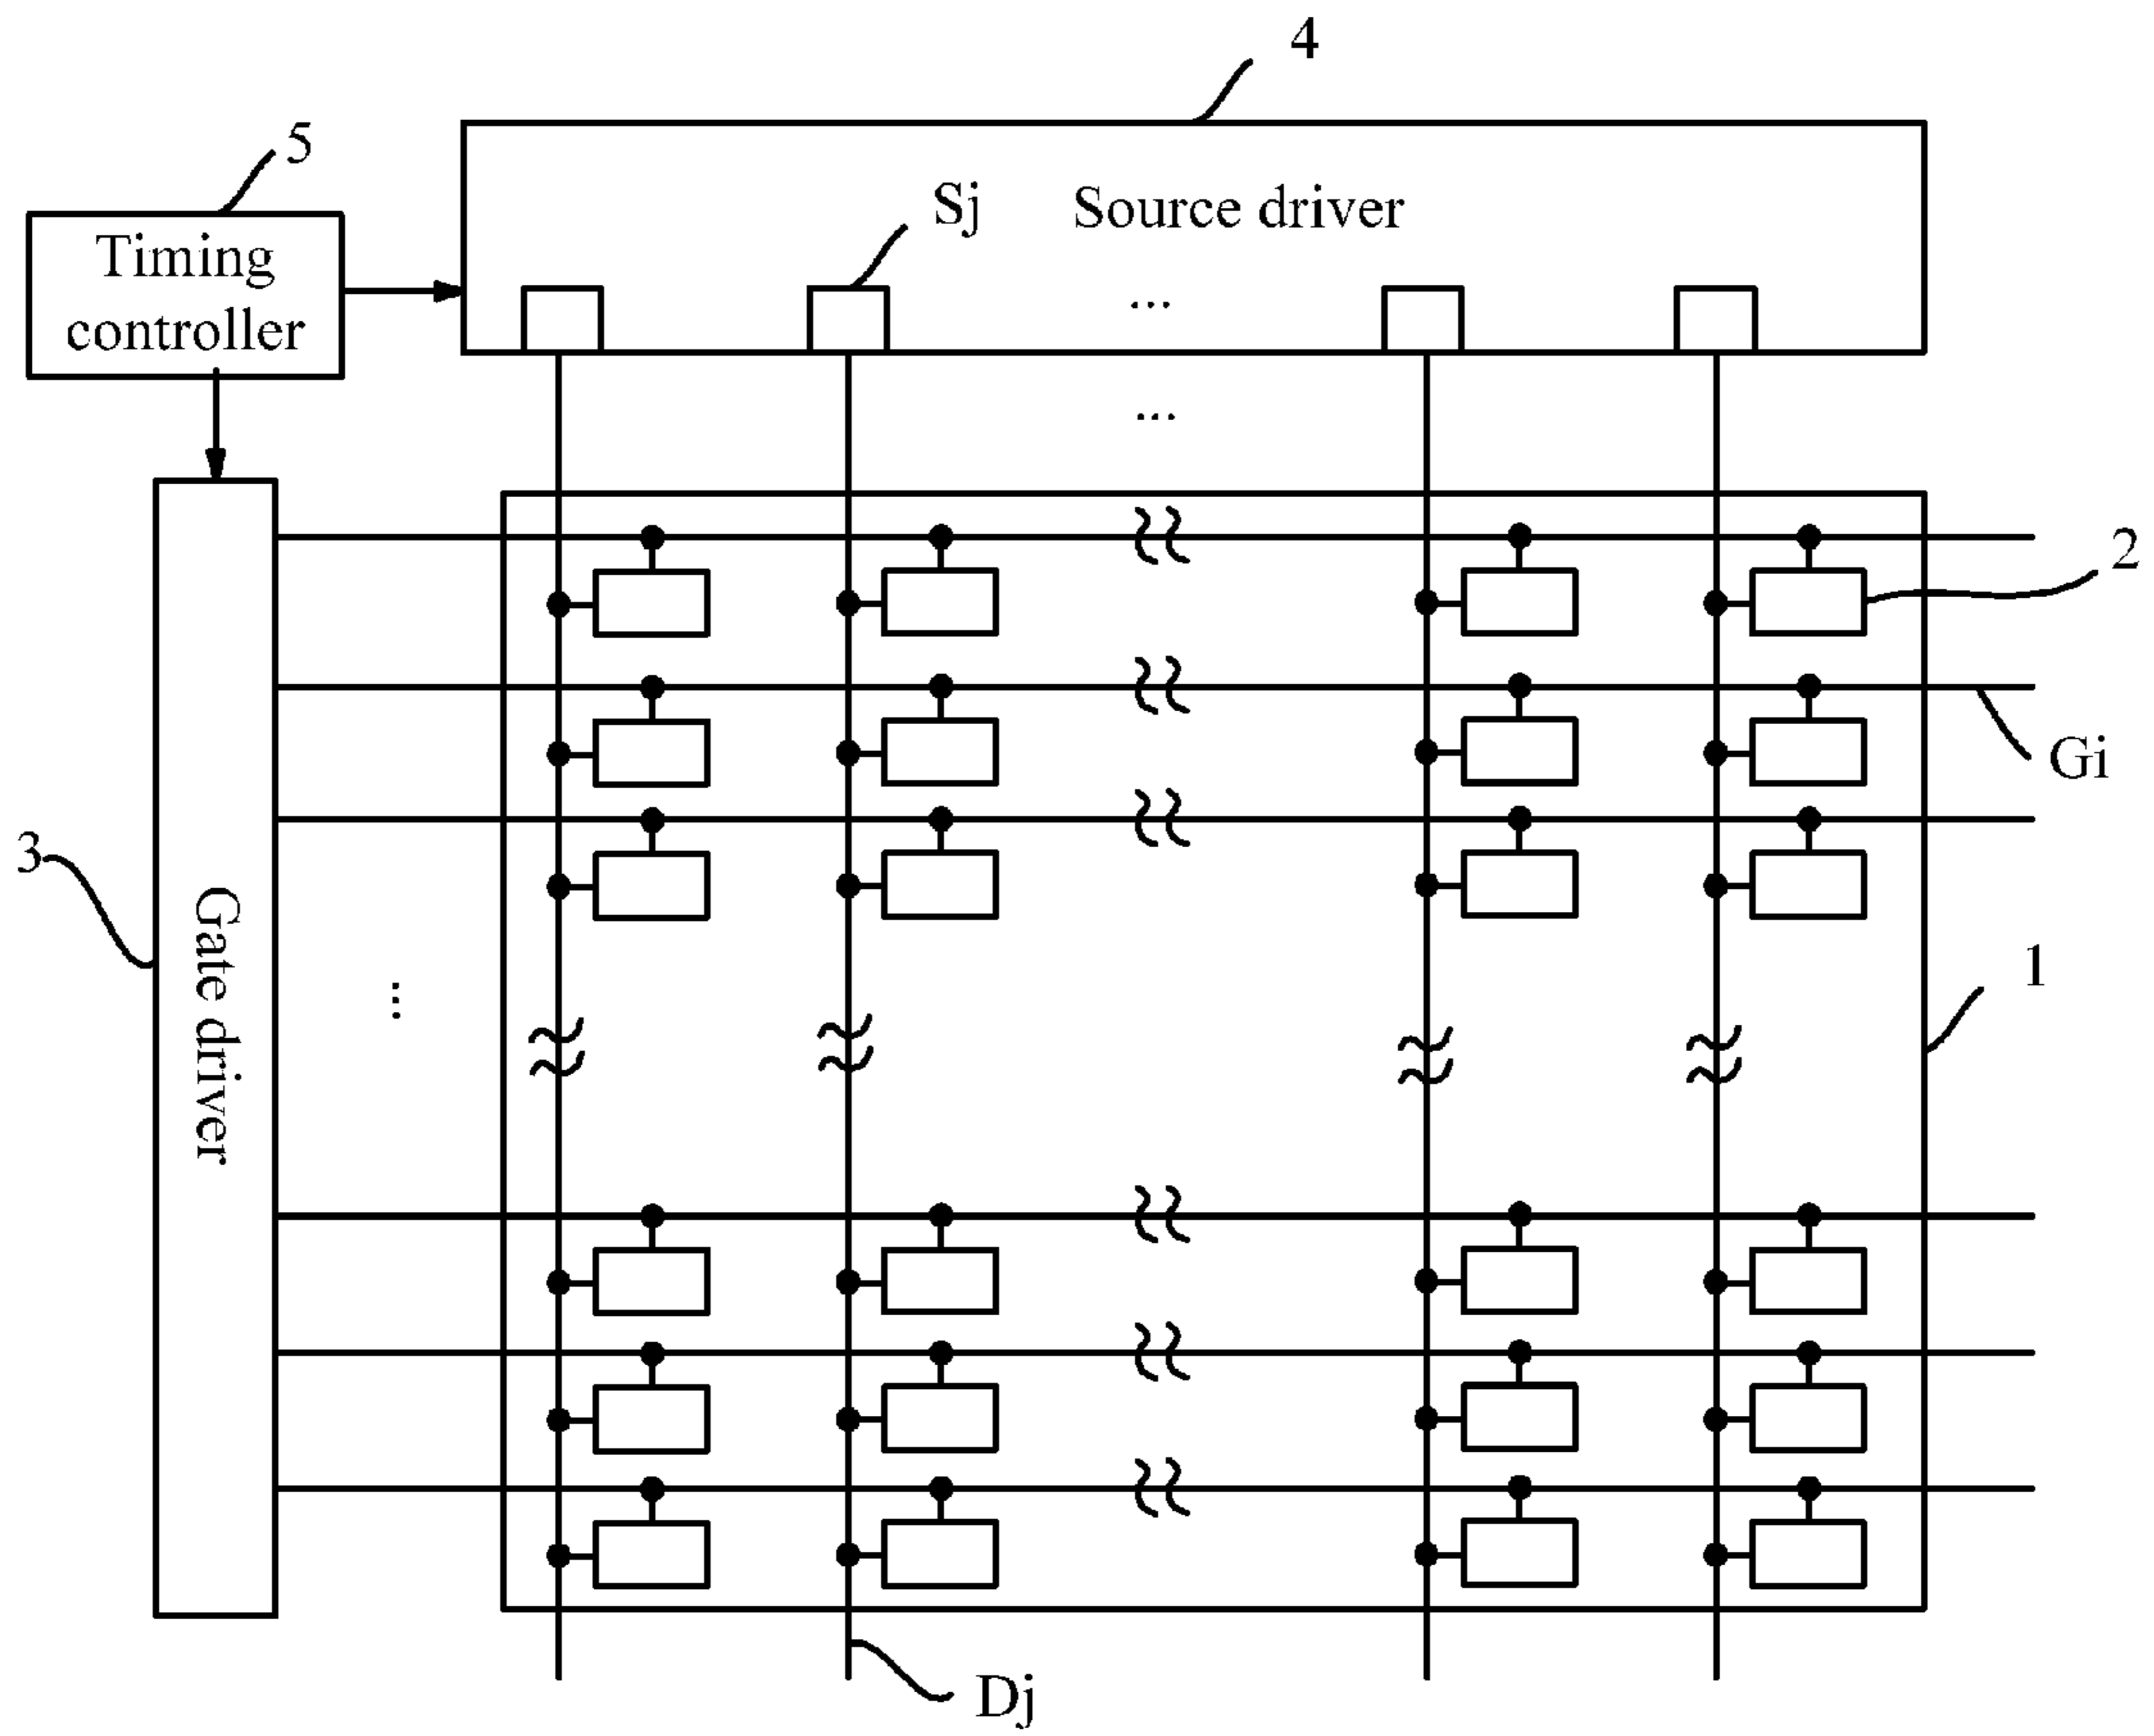 4
5
Sj Source driver
Timing
controller
...
...
2
Gi
3
Gate driver
...
1
Dj